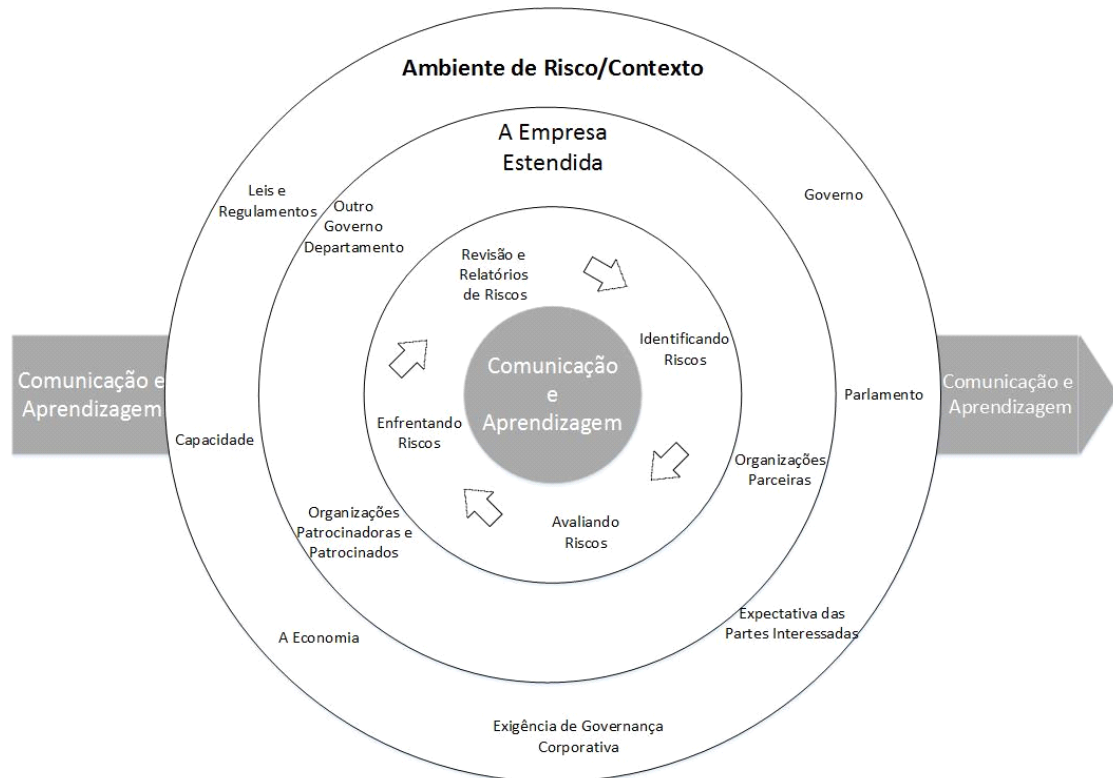 Ambiente de Risco/Contexto
A Empresa
Estendida
Leis e
Regulamentos
Governo
Outro
Governo
Departamento
Revisão e
Relatórios
de Riscos
Identificando
Riscos
Comunicação e
Aprendizagem
Comunicação
e
Aprendizagem
Comunicação e
Aprendizagem
Parlamento
Capacidade
Enfrentando
Riscos
Organizações
Parceiras
Organizações
Patrocinadoras e
Patrocinados
Avaliando
Riscos
A Economia
Expectativa das
Partes Interessadas
Exigência de Governança
Corporativa